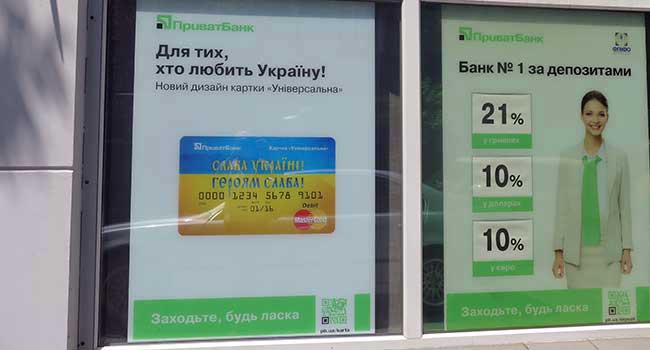 ПриватБанк
Для тих,
хто любить Україну!
Новий дизайн картки «Універсальна»
ПриватБанк
Картка «Універсальна»
СЛАВА УКРАЇНІ!
ГЕРОЯМ СЛАВА!
0000 1234 5678 9101
01/16
Debit
MasterCard
Заходьте, будь ласка
pb.ua/karta
ПриватБанк
Банк № 1 за депозитами
21%
у гривнях
10%
у доларах
10%
у євро
Заходьте, будь ласка